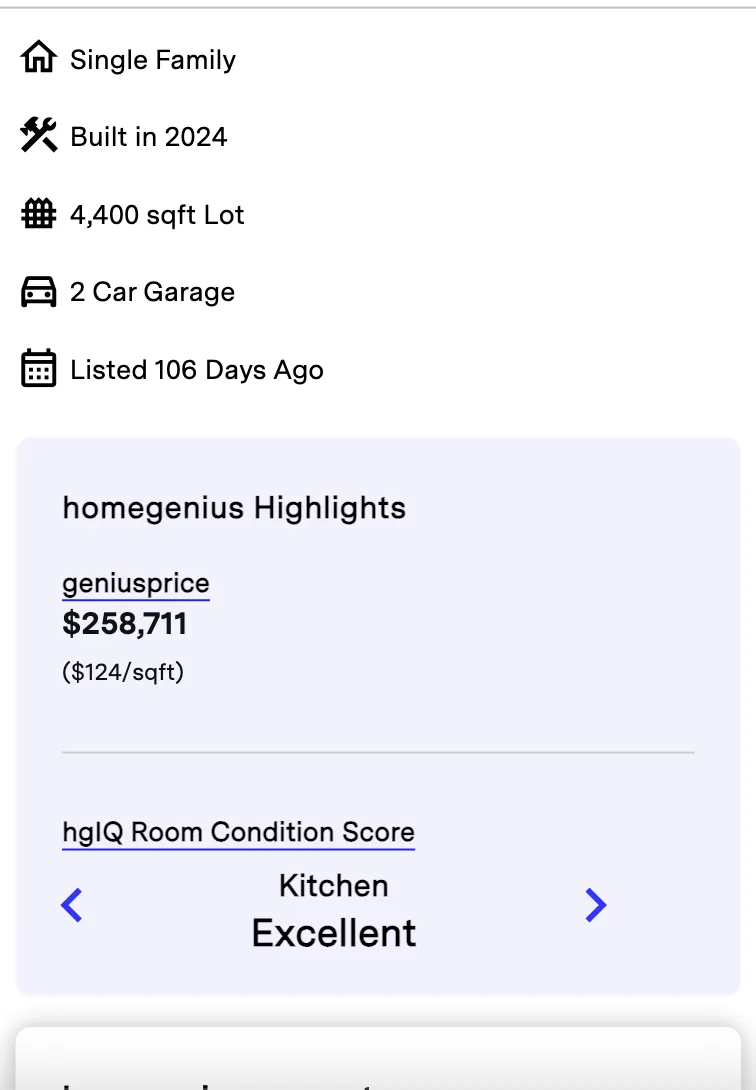 Single Family
Built in 2024
4,400 sqft Lot
2 Car Garage
Listed 106 Days Ago
homegenius Highlights
geniusprice
$258,711
($124/sqft)
hgIQ Room Condition Score
Kitchen
Excellent